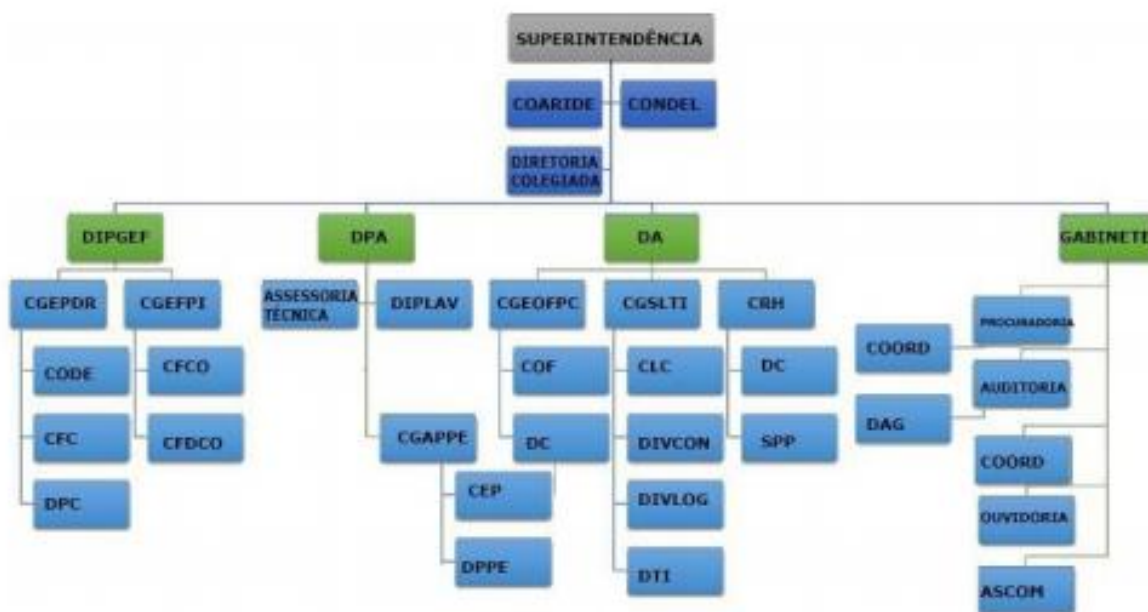 SUPERINTENDÊNCIA
COARIDE
CONDEL
DIRETORIA
COLEGIADA
DIPGEF
DPA
DA
GABINETE
CGEPDR
CGEFPI
ASSESSORIA
TÉCNICA
DIPLAV
CGEOFPC
CGSLTI
CRH
PROCURADORIA
COORD
CODE
CFCO
COF
CLC
DC
AUDITORIA
DAG
CFC
CFDCO
CGAPPE
DC
DIVCON
SPP
COORD
DPC
CEP
DIVLOG
OUVIDORIA
DPPE
DTI
ASCOM